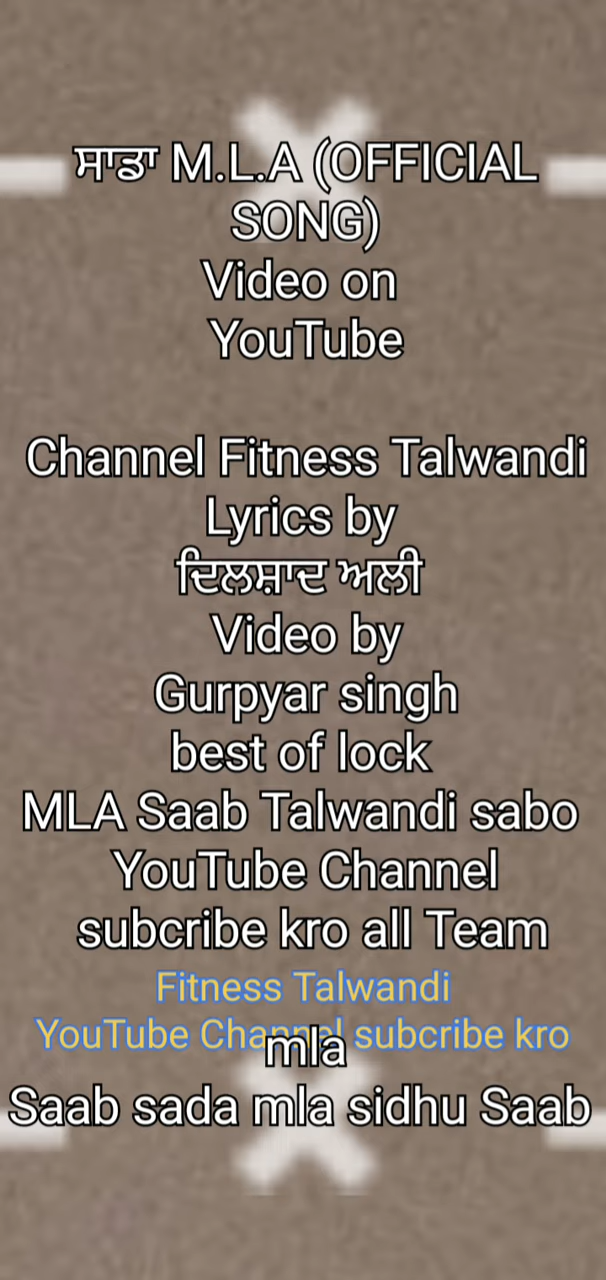 ਸਾਡਾ M.L.A (OFFICIAL
SONG)
Video on
YouTube
Channel Fitness Talwandi
Lyrics by
ਦਿਲਸ਼ਾਦ ਅਲੀ
Video by
Gurpyar singh
best of lock
MLA Saab Talwandi sabo
YouTube Channel
subcribe kro all Team
Fitness Talwandi
YouTube Channel subcribe kro
mla
Saab sada mla sidhu Saab